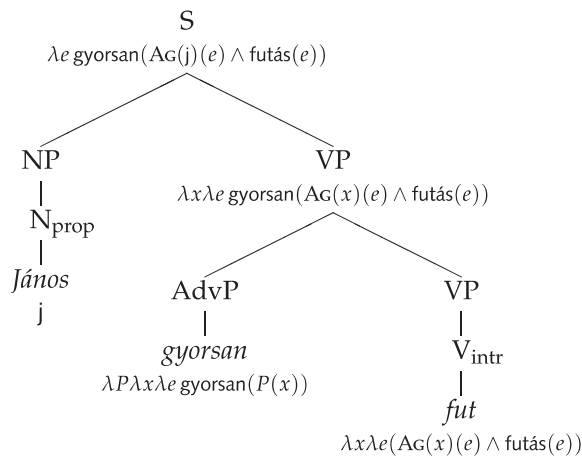 S
λe gyorsan(AG(j)(e) ∧ futás(e))
NP VP
λxλe gyorsan(AG(x)(e) ∧ futás(e))
N_prop
János
j
AdvP VP
gyorsan
λPλxλe gyorsan(P(x))
V_intr
fut
λxλe(AG(x)(e) ∧ futás(e))